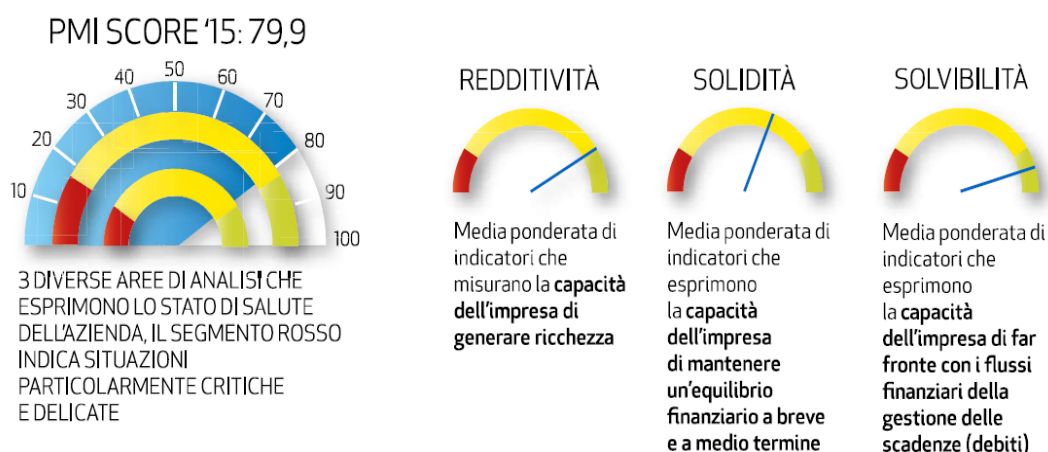 PMI SCORE '15: 79,9
10
20
30
40
50
60
70
80
90
100
3 DIVERSE AREE DI ANALISI CHE
ESPRIMONO LO STATO DI SALUTE
DELL'AZIENDA, IL SEGMENTO ROSSO
INDICA SITUAZIONI
PARTICOLARMENTE CRITICHE
E DELICATE
REDDITIVITÀ
Media ponderata di
indicatori che
misurano la capacità
dell'impresa di
generare ricchezza
SOLIDITÀ
Media ponderata di
indicatori che
esprimono
la capacità
dell'impresa
di mantenere
un'equilibrio
finanziario a breve
e a medio termine
SOLVIBILITÀ
Media ponderata di
indicatori che
esprimono
la capacità
dell'impresa di far
fronte con i flussi
finanziari della
gestione delle
scadenze (debiti)